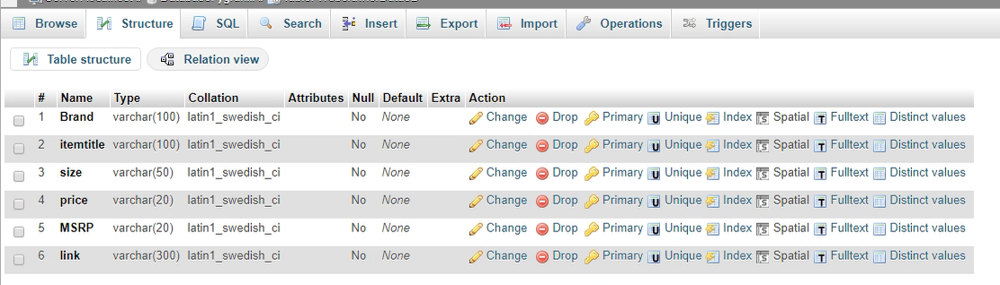 Browse Structure SQL Search Insert Export Import Operations Triggers
Table structure Relation view
# Name Type Collation Attributes Null Default Extra Action
1 Brand varchar(100) latin1_swedish_ci No None Change Drop Primary Unique Index Spatial Fulltext Distinct values
2 itemtitle varchar(100) latin1_swedish_ci No None Change Drop Primary Unique Index Spatial Fulltext Distinct values
3 size varchar(50) latin1_swedish_ci No None Change Drop Primary Unique Index Spatial Fulltext Distinct values
4 price varchar(20) latin1_swedish_ci No None Change Drop Primary Unique Index Spatial Fulltext Distinct values
5 MSRP varchar(20) latin1_swedish_ci No None Change Drop Primary Unique Index Spatial Fulltext Distinct values
6 link varchar(300) latin1_swedish_ci No None Change Drop Primary Unique Index Spatial Fulltext Distinct values